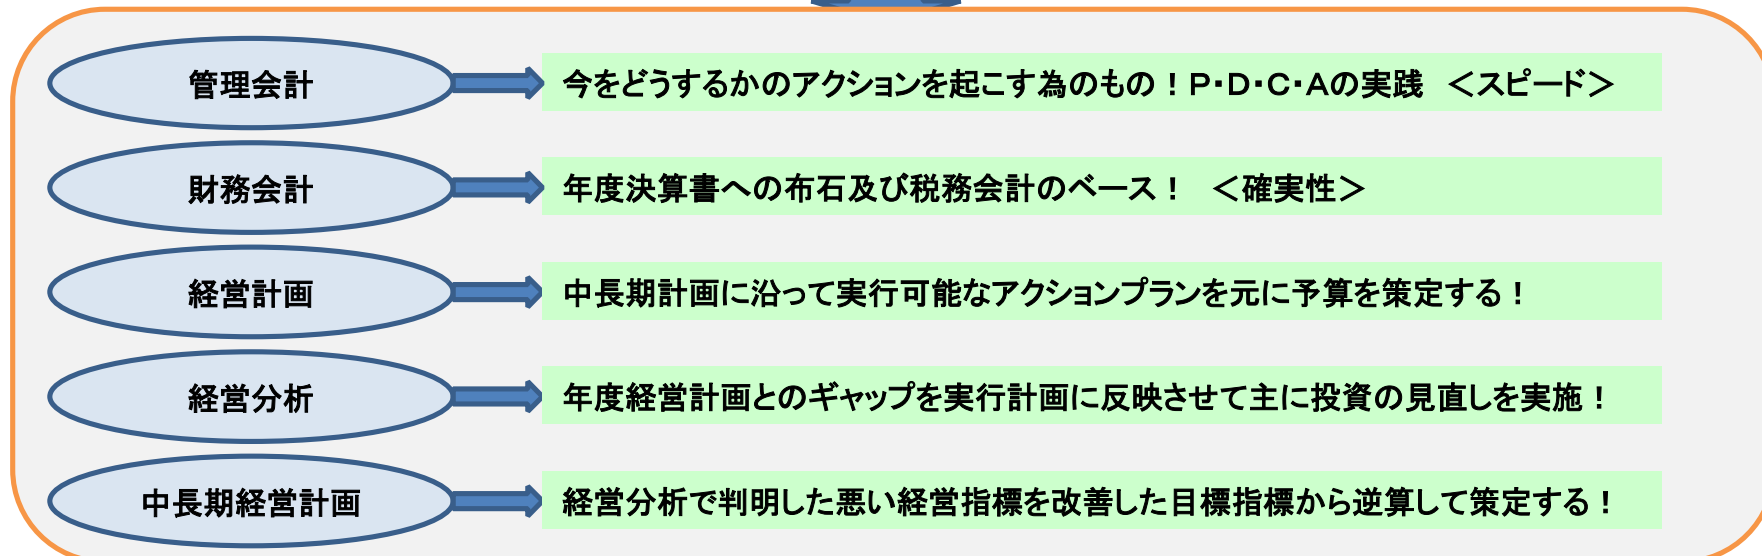 管理会計
今をどうするかのアクションを起こす為のもの！P・D・C・Aの実践　＜スピード＞
財務会計
年度決算書への布石及び税務会計のベース！　＜確実性＞
経営計画
中長期計画に沿って実行可能なアクションプランを元に予算を策定する！
経営分析
年度経営計画とのギャップを実行計画に反映させて主に投資の見直しを実施！
中長期経営計画
経営分析で判明した悪い経営指標を改善した目標指標から逆算して策定する！